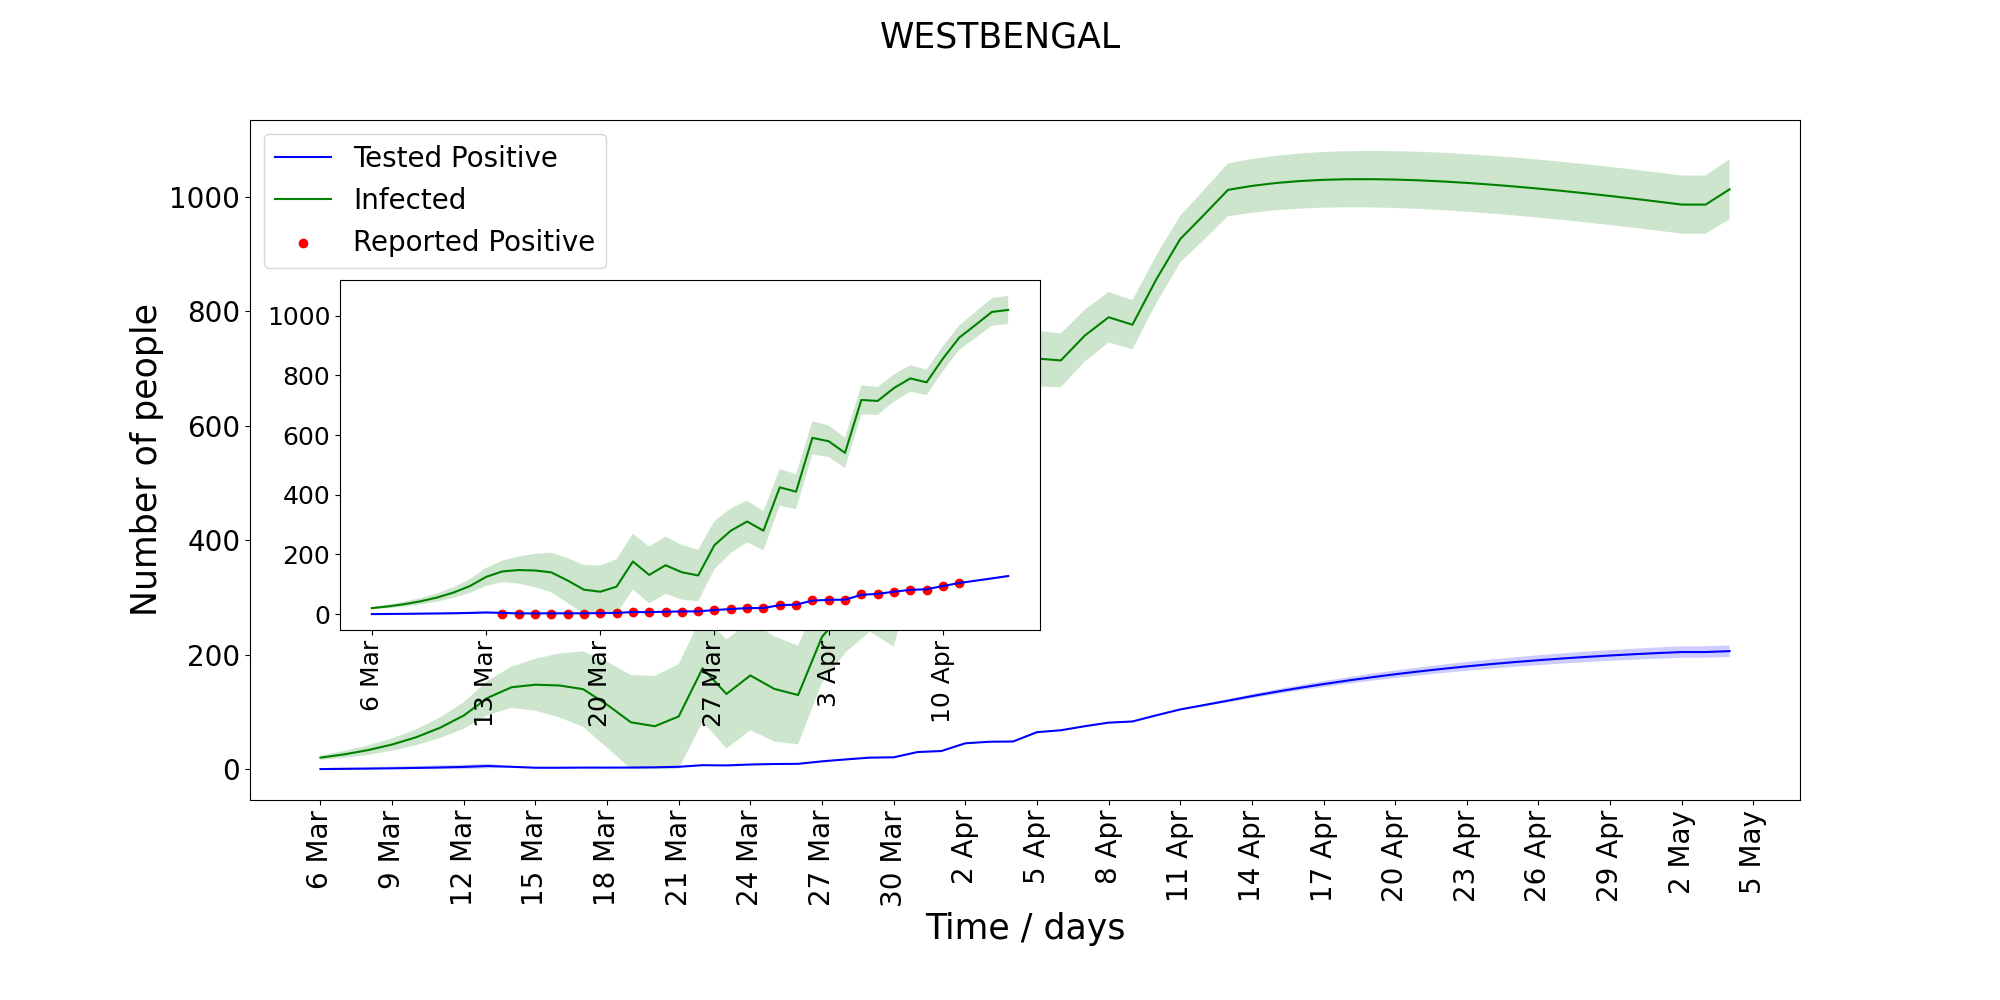 WESTBENGAL
Tested Positive
Infected
Reported Positive
Number of people
1000
800
600
400
200
0
1000
800
600
400
200
0
6 Mar
13 Mar
20 Mar
27 Mar
3 Apr
10 Apr
6 Mar
9 Mar
12 Mar
15 Mar
18 Mar
21 Mar
24 Mar
27 Mar
30 Mar
2 Apr
5 Apr
8 Apr
11 Apr
14 Apr
17 Apr
20 Apr
23 Apr
26 Apr
29 Apr
2 May
5 May
Time / days